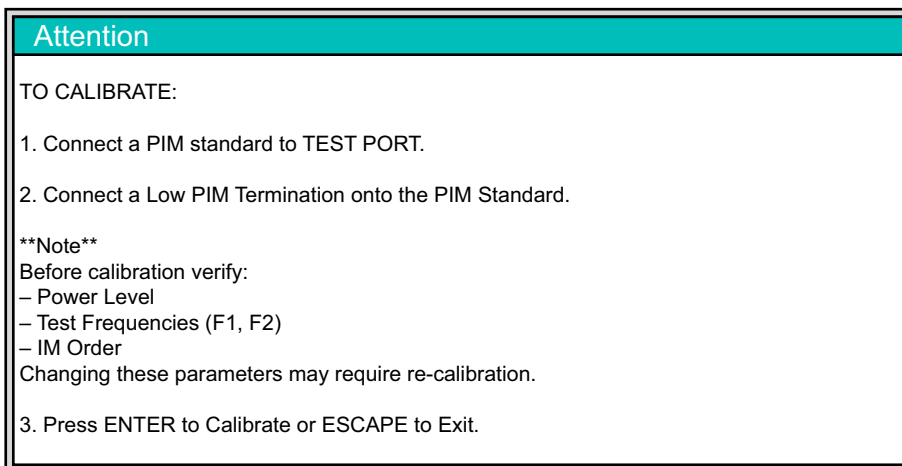 Attention
TO CALIBRATE:
1. Connect a PIM standard to TEST PORT.
2. Connect a Low PIM Termination onto the PIM Standard.
**Note**
Before calibration verify:
– Power Level
– Test Frequencies (F1, F2)
– IM Order
Changing these parameters may require re-calibration.
3. Press ENTER to Calibrate or ESCAPE to Exit.